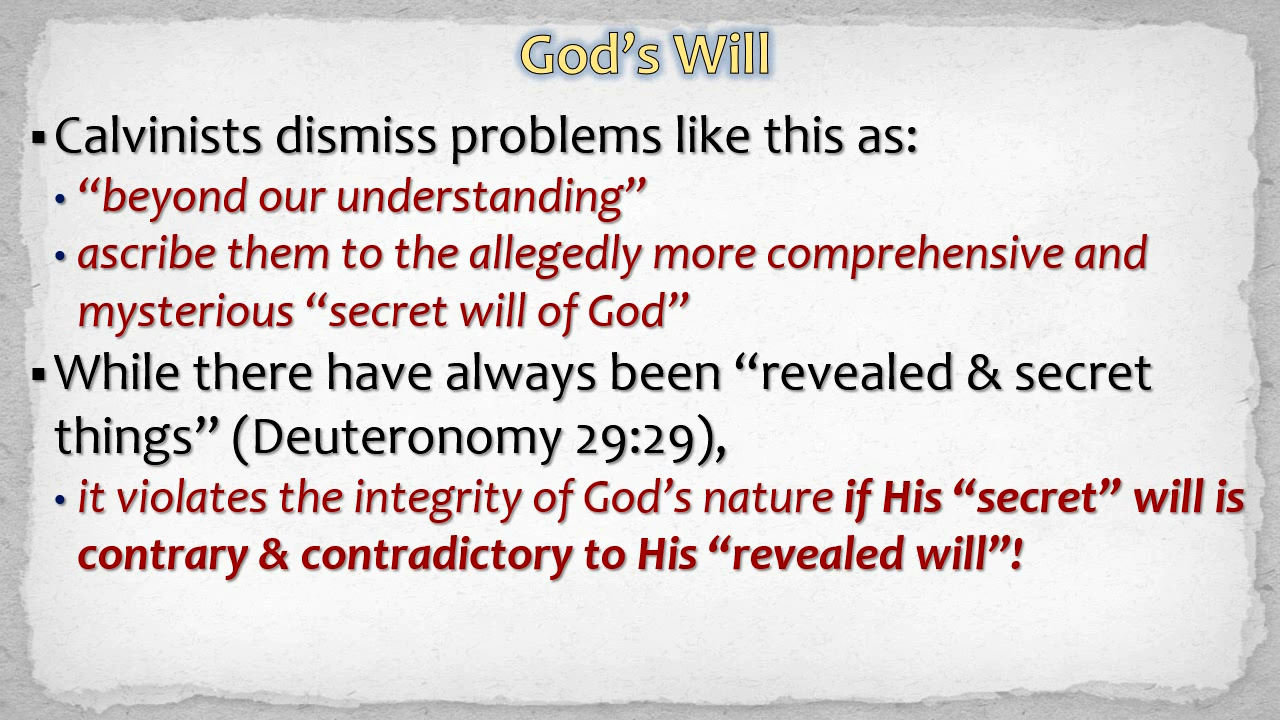 God’s Will
▪ Calvinists dismiss problems like this as:
• “beyond our understanding”
• ascribe them to the allegedly more comprehensive and
mysterious “secret will of God”
▪ While there have always been “revealed & secret
things” (Deuteronomy 29:29),
• it violates the integrity of God’s nature if His “secret” will is
contrary & contradictory to His “revealed will”!